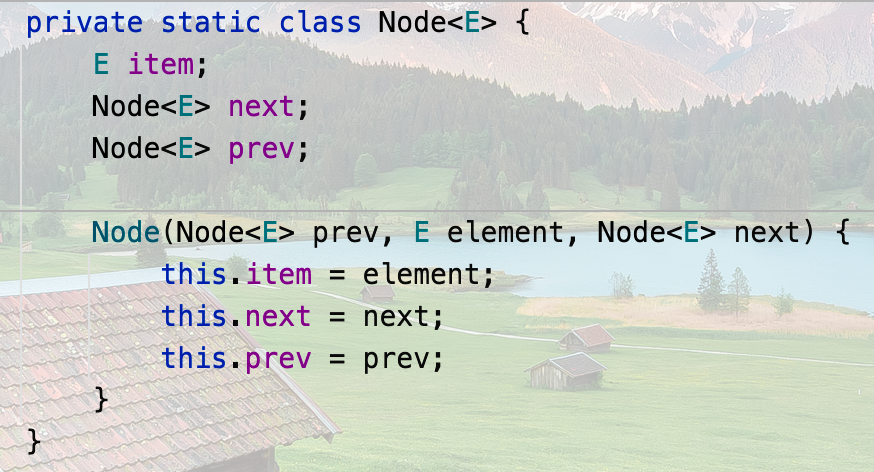 private static class Node<E> {
    E item;
    Node<E> next;
    Node<E> prev;

    Node(Node<E> prev, E element, Node<E> next) {
        this.item = element;
        this.next = next;
        this.prev = prev;
    }
}